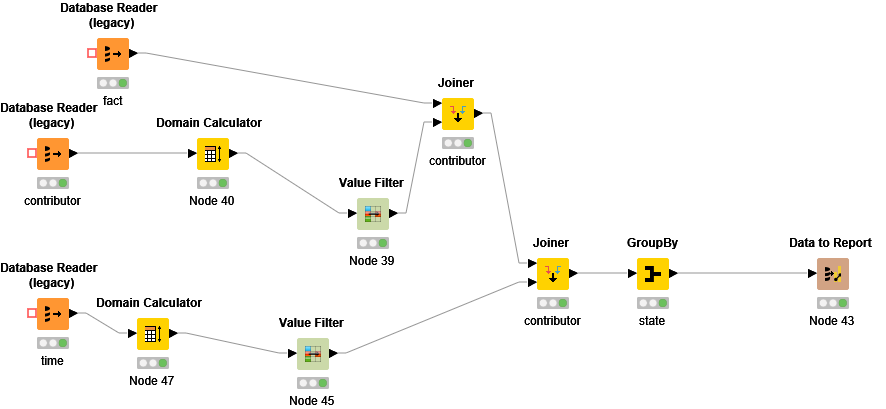 Database Reader
(legacy)
fact
Joiner
contributor
Database Reader
(legacy)
contributor
Domain Calculator
Node 40
Value Filter
Node 39
Joiner
contributor
GroupBy
state
Data to Report
Node 43
Database Reader
(legacy)
time
Domain Calculator
Node 47
Value Filter
Node 45